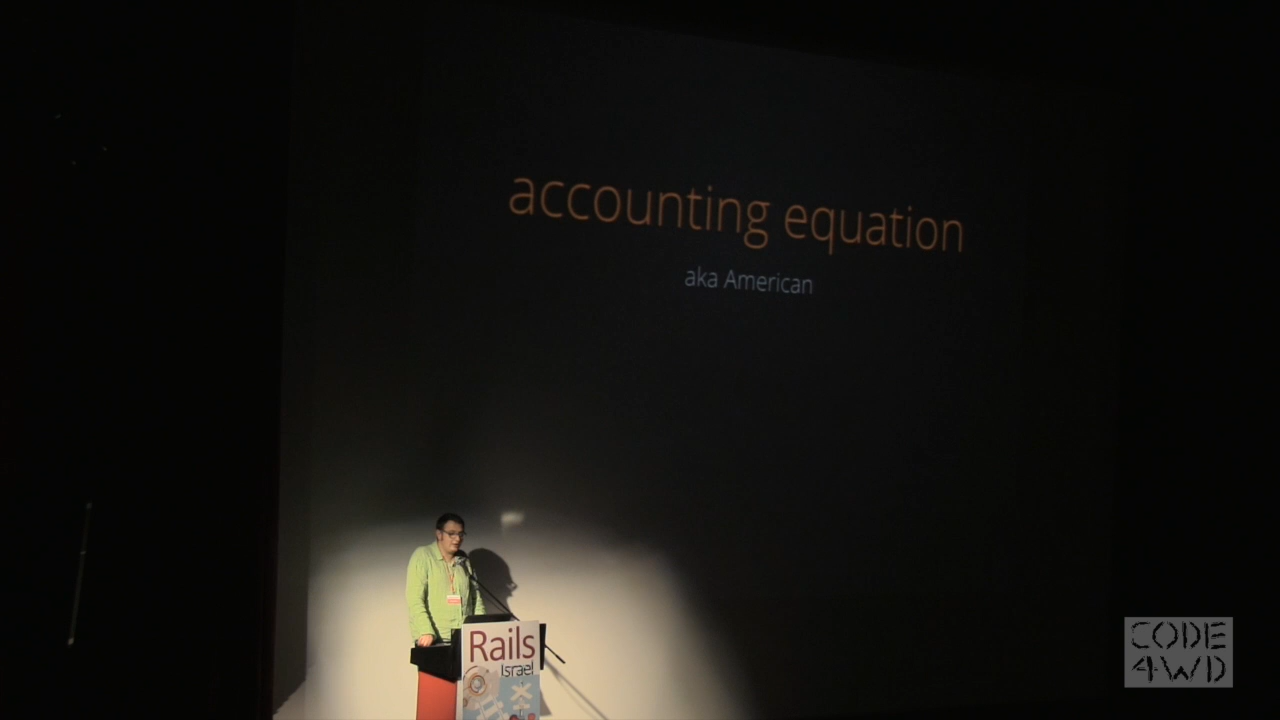 accounting equation
aka American
Rails
Israel
CODE
4WD